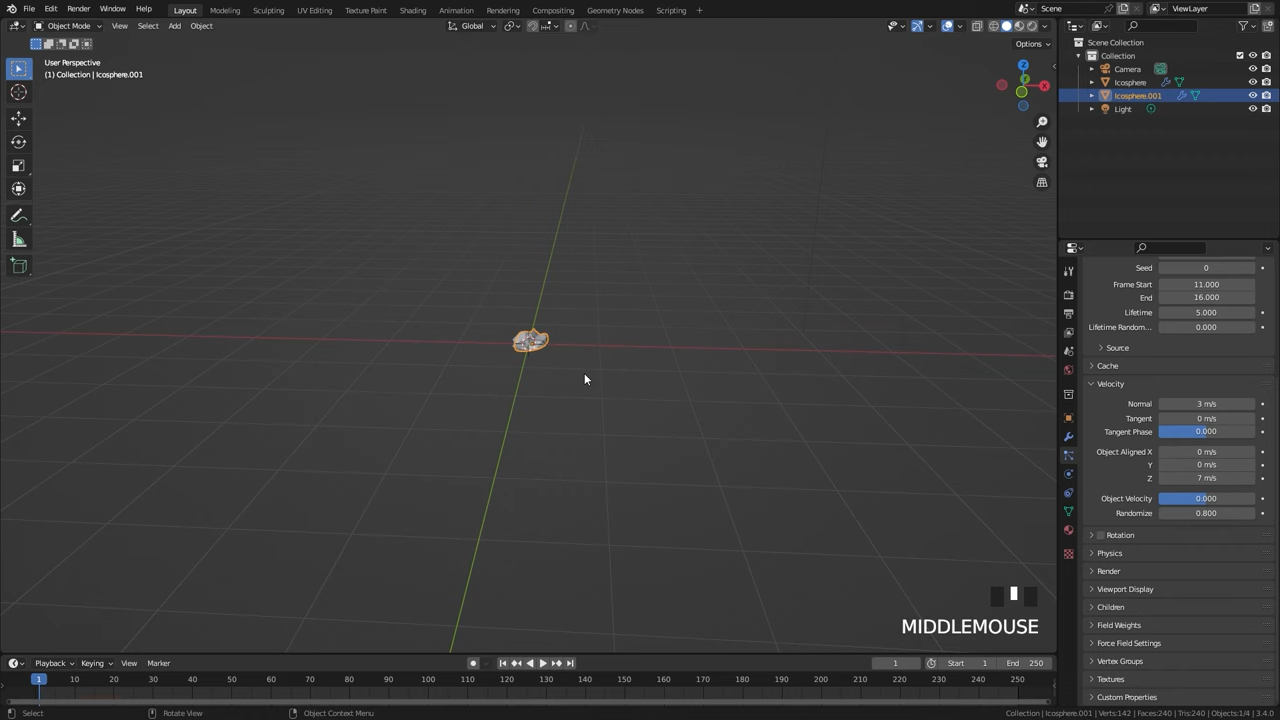 File Edit Render Window Help Layout Modeling Sculpting UV Editing Texture Paint Shading Animation Rendering Compositing Geometry Nodes Scripting Scene ViewLayer
Object Mode View Select Add Object Global
Options
User Perspective
(1) Collection | Icosphere.001
Scene Collection
Collection
Camera
Icosphere
Icosphere.001
Light
Z
X
Seed 0
Frame Start 11.000
End 16.000
Lifetime 5.000
Lifetime Random... 0.000
Source
Cache
Velocity
Normal 3 m/s
Tangent 0 m/s
Tangent Phase 0.000
Object Aligned X 0 m/s
Y 0 m/s
Z 7 m/s
Object Velocity 0.000
Randomize 0.800
Rotation
Physics
Render
Viewport Display
Children
Field Weights
Force Field Settings
Vertex Groups
Textures
Custom Properties
MIDDLEMOUSE
Playback Keying View Marker 1 Start 1 End 250
1 10 20 30 40 50 60 70 80 90 100 110 120 130 140 150 160 170 180 190 200 210 220 230 240 250
Select Rotate View Object Context Menu Collection | Icosphere.001 | Verts:142 | Faces:240 | Tris:240 | Objects:1/4 | 3.4.0